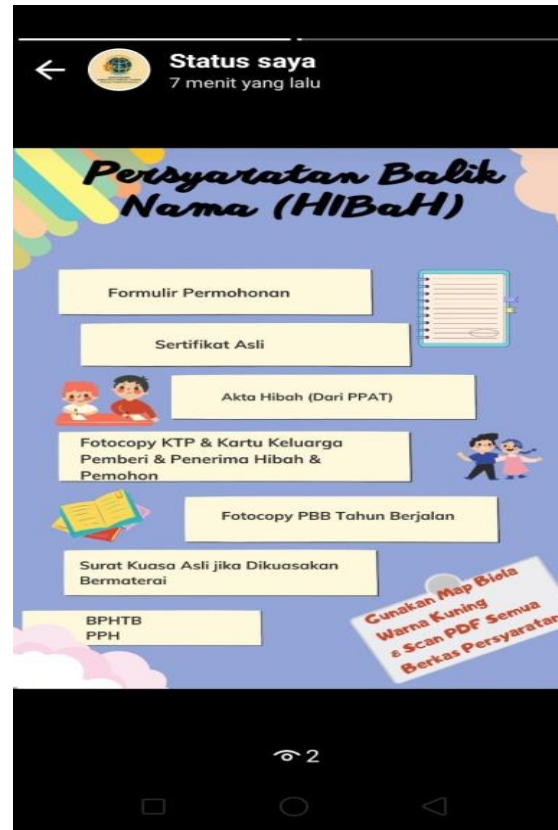 Status saya
7 menit yang lalu
Persyaratan Balik
Nama (HIBaH)
Formulir Permohonan
Sertifikat Asli
Akta Hibah (Dari PPAT)
Fotocopy KTP & Kartu Keluarga
Pemberi & Penerima Hibah &
Pemohon
Fotocopy PBB Tahun Berjalan
Surat Kuasa Asli jika Dikuasakan
Bermaterai
BPHTB
PPH
Gunakan Map Biola
Warna Kuning
& Scan PDF Semua
Berkas Persyaratan
2